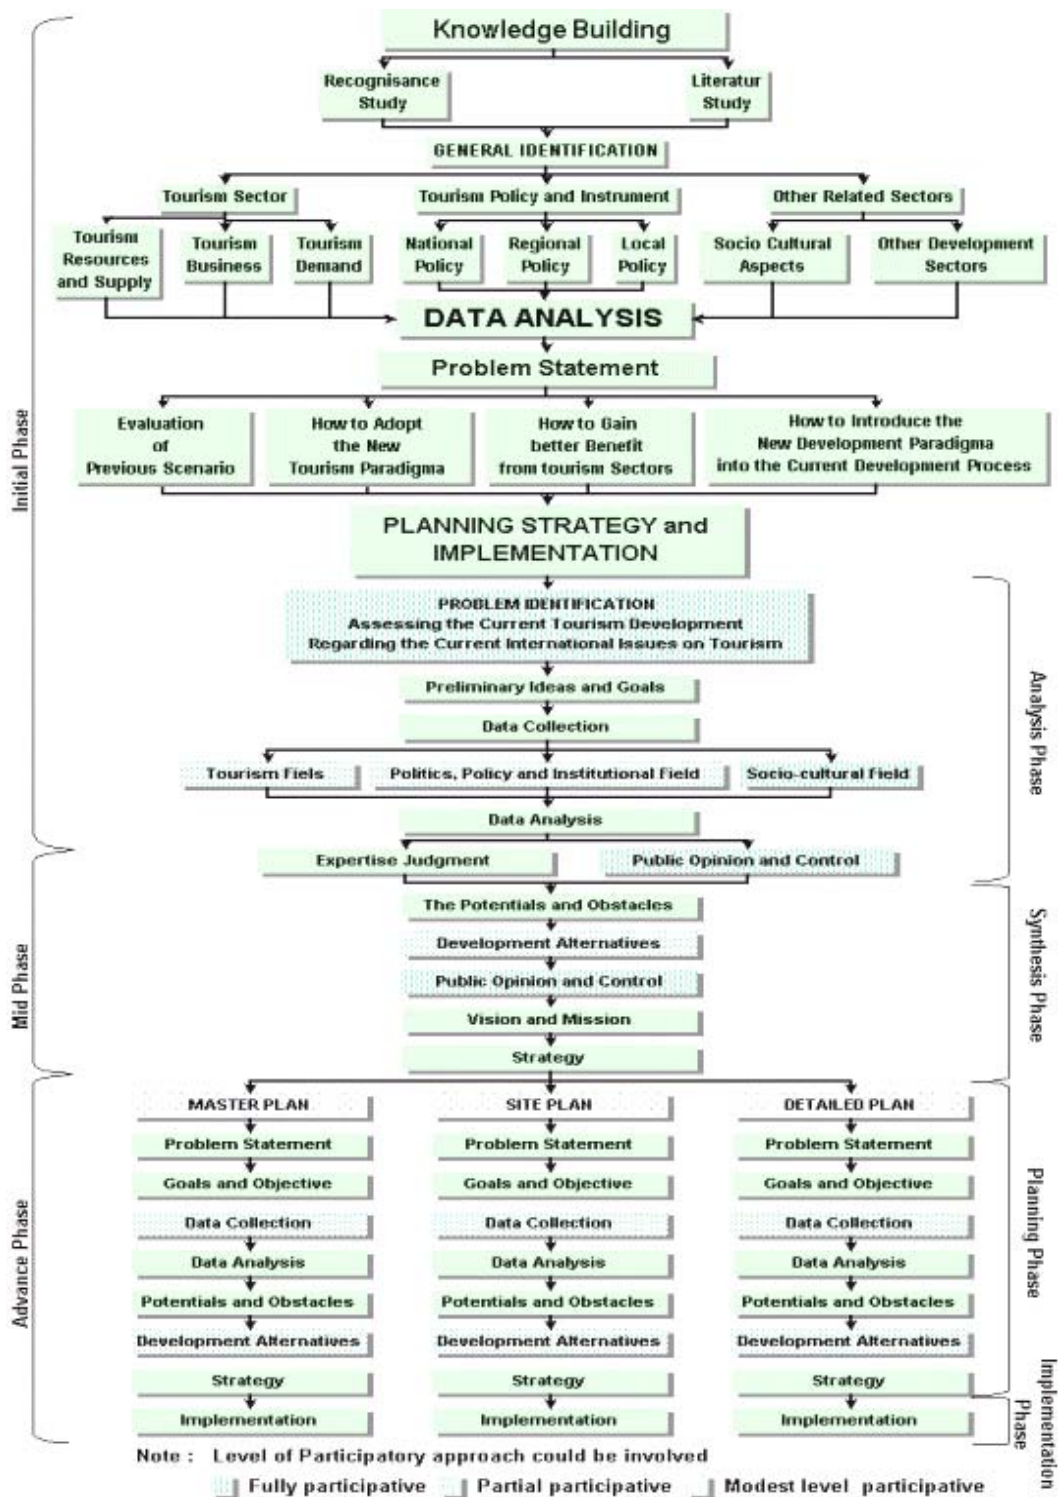 Knowledge Building
Recognisance
Study
Literatur
Study
GENERAL IDENTIFICATION
Tourism Sector
Tourism Policy and Instrument
Other Related Sectors
Tourism
Resources
and Supply
Tourism
Business
Tourism
Demand
National
Policy
Regional
Policy
Local
Policy
Socio Cultural
Aspects
Other Development
Sectors
DATA ANALYSIS
Problem Statement
Evaluation
of
Previous Scenario
How to Adopt
the New
Tourism Paradigma
How to Gain
better Benefit
from tourism Sectors
How to Introduce the
New Development Paradigma
into the Current Development Process
Initial Phase
PLANNING STRATEGY and
IMPLEMENTATION
PROBLEM IDENTIFICATION
Assessing the Current Tourism Development
Regarding the Current International Issues on Tourism
Preliminary Ideas and Goals
Data Collection
Tourism Fiels
Politics, Policy and Institutional Field
Socio-cultural Field
Data Analysis
Expertise Judgment
Public Opinion and Control
Analysis Phase
The Potentials and Obstacles
Development Alternatives
Public Opinion and Control
Vision and Mission
Strategy
Mid Phase
Synthesis Phase
MASTER PLAN
Problem Statement
Goals and Objective
Data Collection
Data Analysis
Potentials and Obstacles
Development Alternatives
Strategy
Implementation
SITE PLAN
Problem Statement
Goals and Objective
Data Collection
Data Analysis
Potentials and Obstacles
Development Alternatives
Strategy
Implementation
DETAILED PLAN
Problem Statement
Goals and Objective
Data Collection
Data Analysis
Potentials and Obstacles
Development Alternatives
Strategy
Implementation
Advance Phase
Planning Phase
Implementation
Phase
Note : Level of Participatory approach could be involved
Fully participative
Partial participative
Modest level participative